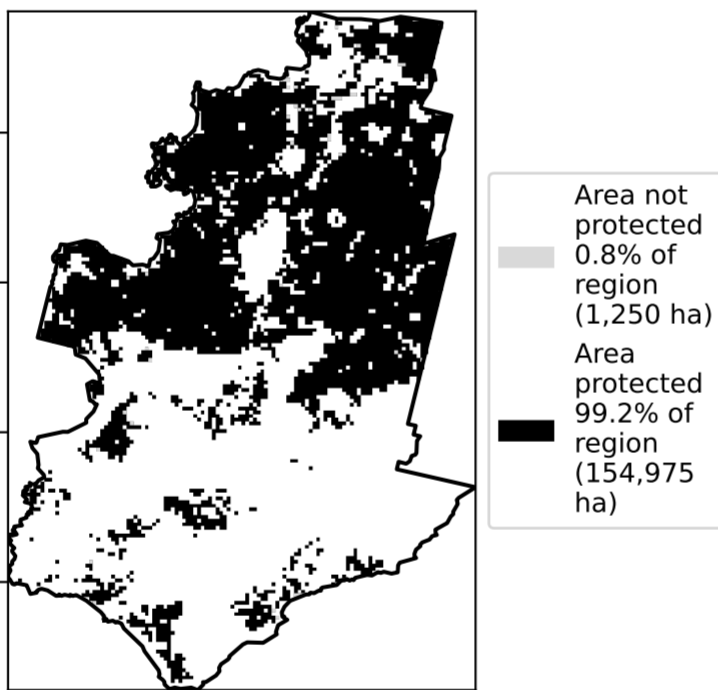 Area not
protected
0.8% of
region
(1,250 ha)
Area
protected
99.2% of
region
(154,975
ha)